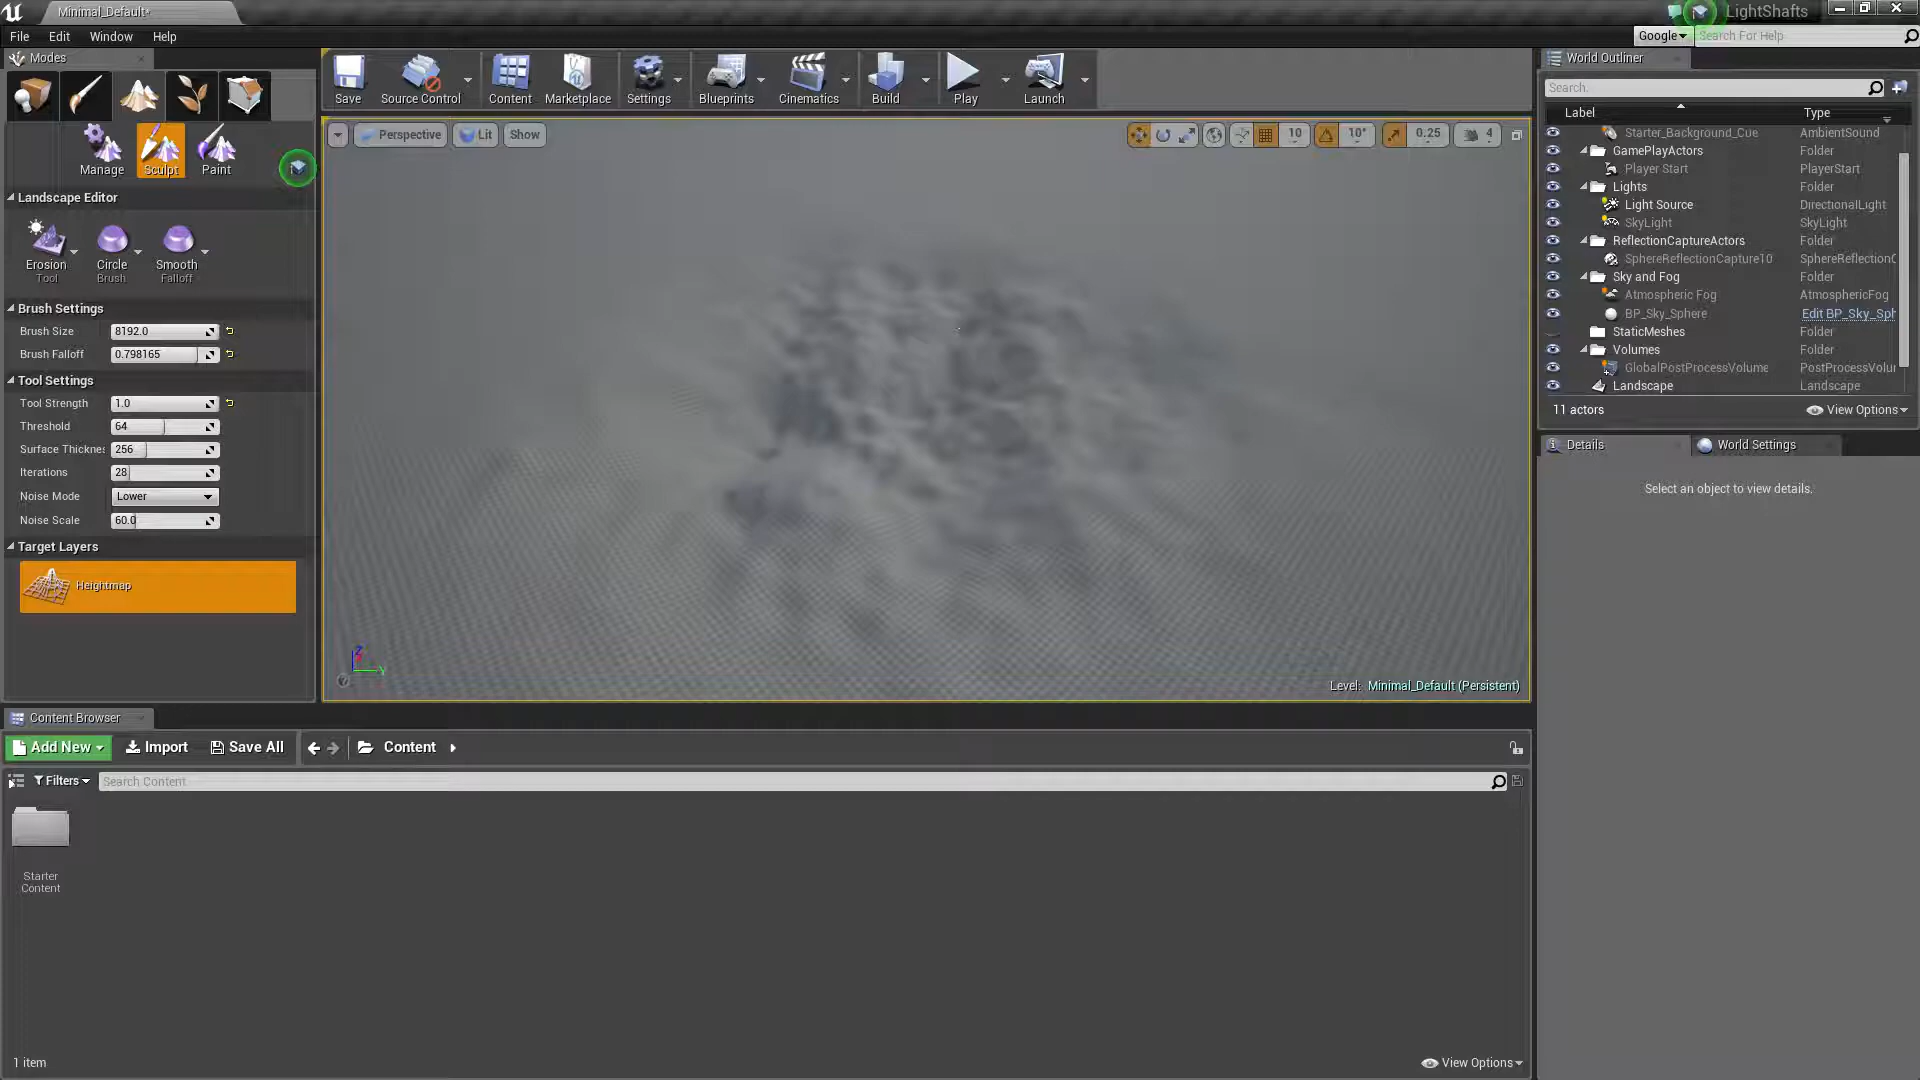 Minimal_Default*
LightShafts
File Edit Window Help
Google Search For Help
Modes
Save Source Control Content Marketplace Settings Blueprints Cinematics Build Play Launch
Manage Sculpt Paint
Landscape Editor
Erosion Circle Smooth
Tool Brush Falloff
Brush Settings
Brush Size 8192.0
Brush Falloff 0.798165
Tool Settings
Tool Strength 1.0
Threshold 64
Surface Thicknes 256
Iterations 28
Noise Mode Lower
Noise Scale 60.0
Target Layers
Heightmap
Perspective Lit Show
10 10° 0.25 4
Level: Minimal_Default (Persistent)
World Outliner
Search.
Label Type
Starter_Background_Cue AmbientSound
GamePlayActors Folder
Player Start PlayerStart
Lights Folder
Light Source DirectionalLight
SkyLight SkyLight
ReflectionCaptureActors Folder
SphereReflectionCapture10 SphereReflectionC
Sky and Fog Folder
Atmospheric Fog AtmosphericFog
BP_Sky_Sphere Edit BP_Sky_Sph
StaticMeshes Folder
Volumes Folder
GlobalPostProcessVolume PostProcessVolur
Landscape Landscape
11 actors View Options
Details World Settings
Select an object to view details.
Content Browser
Add New Import Save All Content
Filters Search Content
Starter
Content
1 item View Options